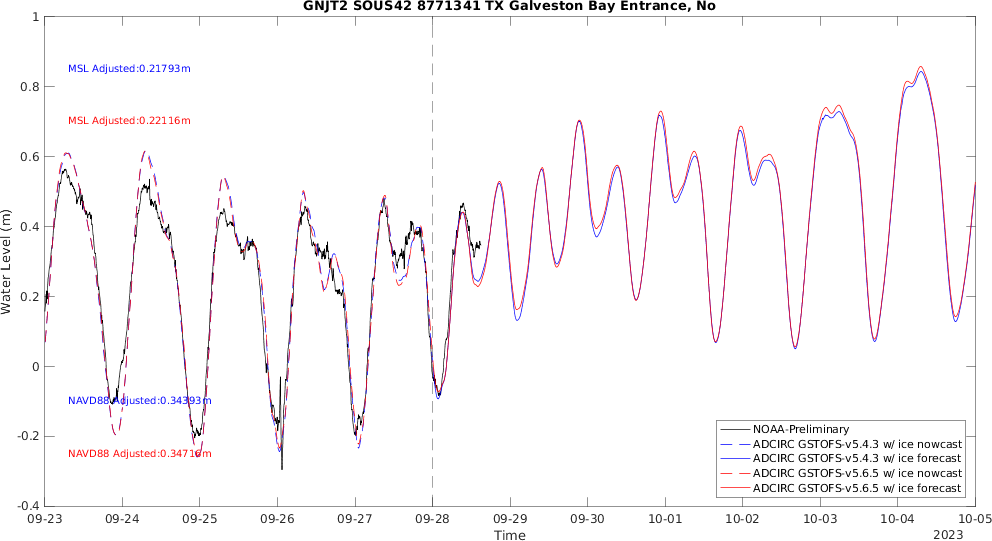 GNJT2 SOUS42 8771341 TX Galveston Bay Entrance, No
Water Level (m)
1
0.8
0.6
0.4
0.2
0
-0.2
-0.4
MSL Adjusted:0.21793m
MSL Adjusted:0.22116m
NAVD88 Adjusted:0.34393m
NAVD88 Adjusted:0.34716m
NOAA-Preliminary
ADCIRC GSTOFS-v5.4.3 w/ ice nowcast
ADCIRC GSTOFS-v5.4.3 w/ ice forecast
ADCIRC GSTOFS-v5.6.5 w/ ice nowcast
ADCIRC GSTOFS-v5.6.5 w/ ice forecast
09-23 09-24 09-25 09-26 09-27 09-28 09-29 09-30 10-01 10-02 10-03 10-04 10-05
Time
2023